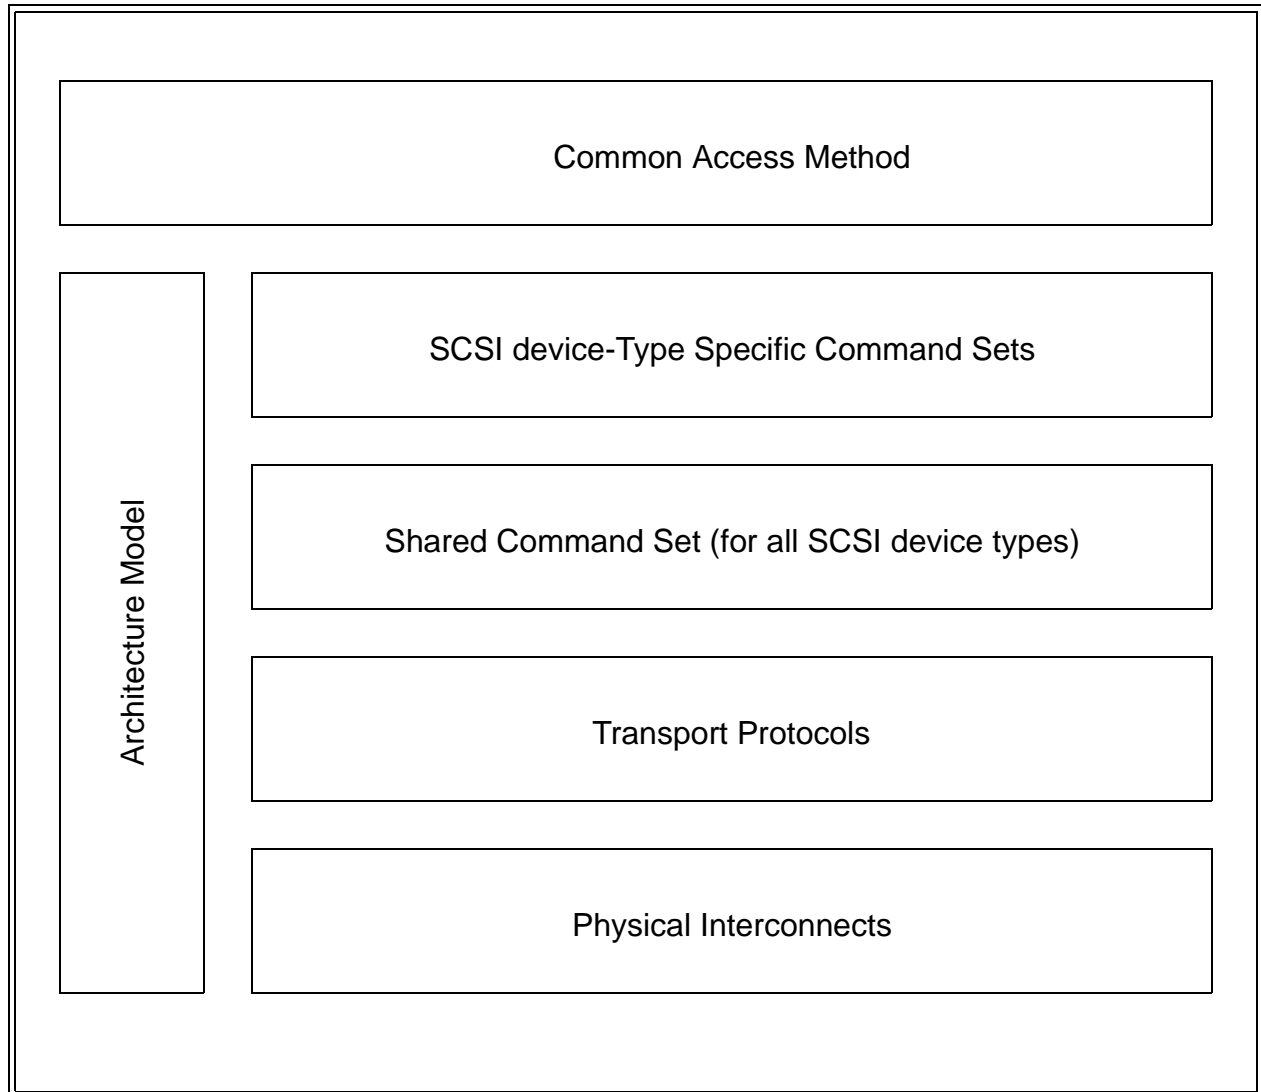 Common Access Method
SCSI device-Type Specific Command Sets
Shared Command Set (for all SCSI device types)
Architecture Model
Transport Protocols
Physical Interconnects